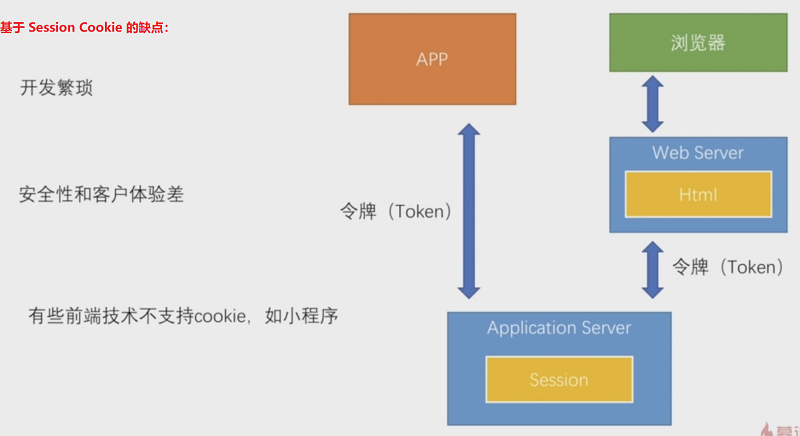 基于 Session Cookie 的缺点:
APP
浏览器
开发繁琐
Web Server
Html
安全性和客户体验差
令牌（Token）
令牌（Token）
有些前端技术不支持cookie，如小程序
Application Server
Session